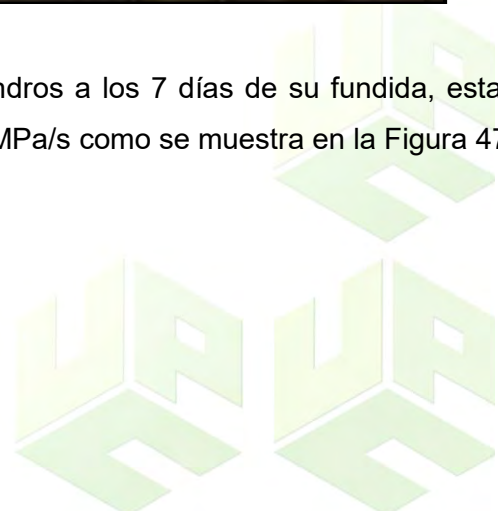 ndros a los 7 días de su fundida, esta
MPa/s como se muestra en la Figura 47